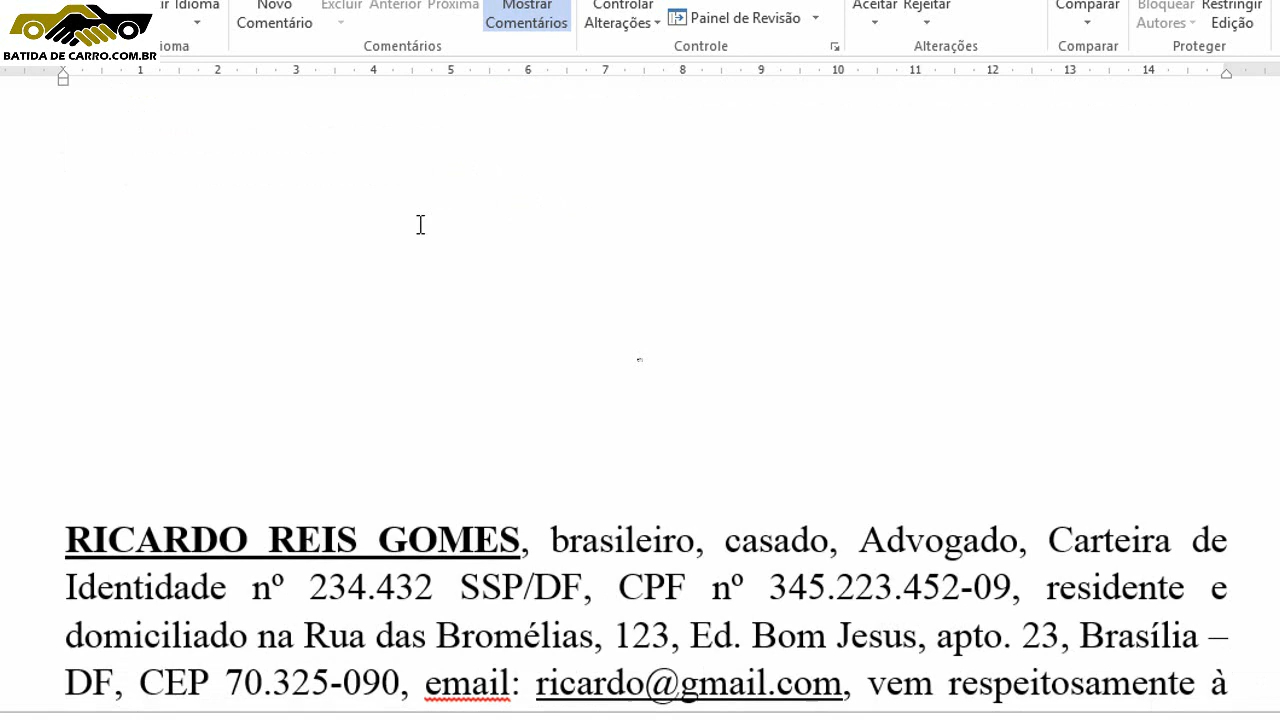 Idioma
Novo
Excluir Anterior Próxima
Mostrar
Controlar
Aceitar Rejeitar
Comparar
Bloquear
Restringir
Comentário
Comentários
Alterações
Painel de Revisão
Autores
Edição
Comentários
Controle
Alterações
Comparar
Proteger
BATIDA DE CARRO.COM.BR
1 2 3 4 5 6 7 8 9 10 11 12 13 14
RICARDO REIS GOMES, brasileiro, casado, Advogado, Carteira de
Identidade nº 234.432 SSP/DF, CPF nº 345.223.452-09, residente e
domiciliado na Rua das Bromélias, 123, Ed. Bom Jesus, apto. 23, Brasília –
DF, CEP 70.325-090, email: ricardo@gmail.com, vem respeitosamente à